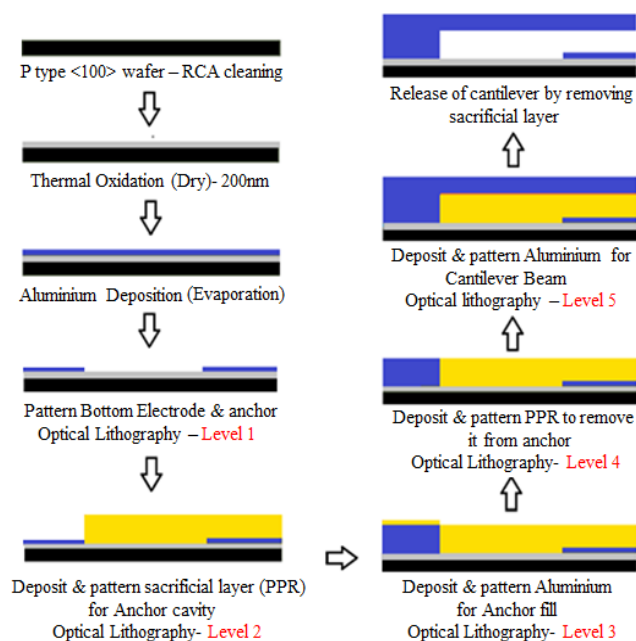 P type <100> wafer – RCA cleaning
Thermal Oxidation (Dry)- 200nm
Aluminium Deposition (Evaporation)
Pattern Bottom Electrode & anchor
Optical Lithography – Level 1
Deposit & pattern sacrificial layer (PPR)
for Anchor cavity
Optical Lithography- Level 2
Deposit & pattern Aluminium
for Anchor fill
Optical Lithography- Level 3
Deposit & pattern PPR to remove
it from anchor
Optical Lithography- Level 4
Deposit & pattern Aluminium for
Cantilever Beam
Optical lithography – Level 5
Release of cantilever by removing
sacrificial layer